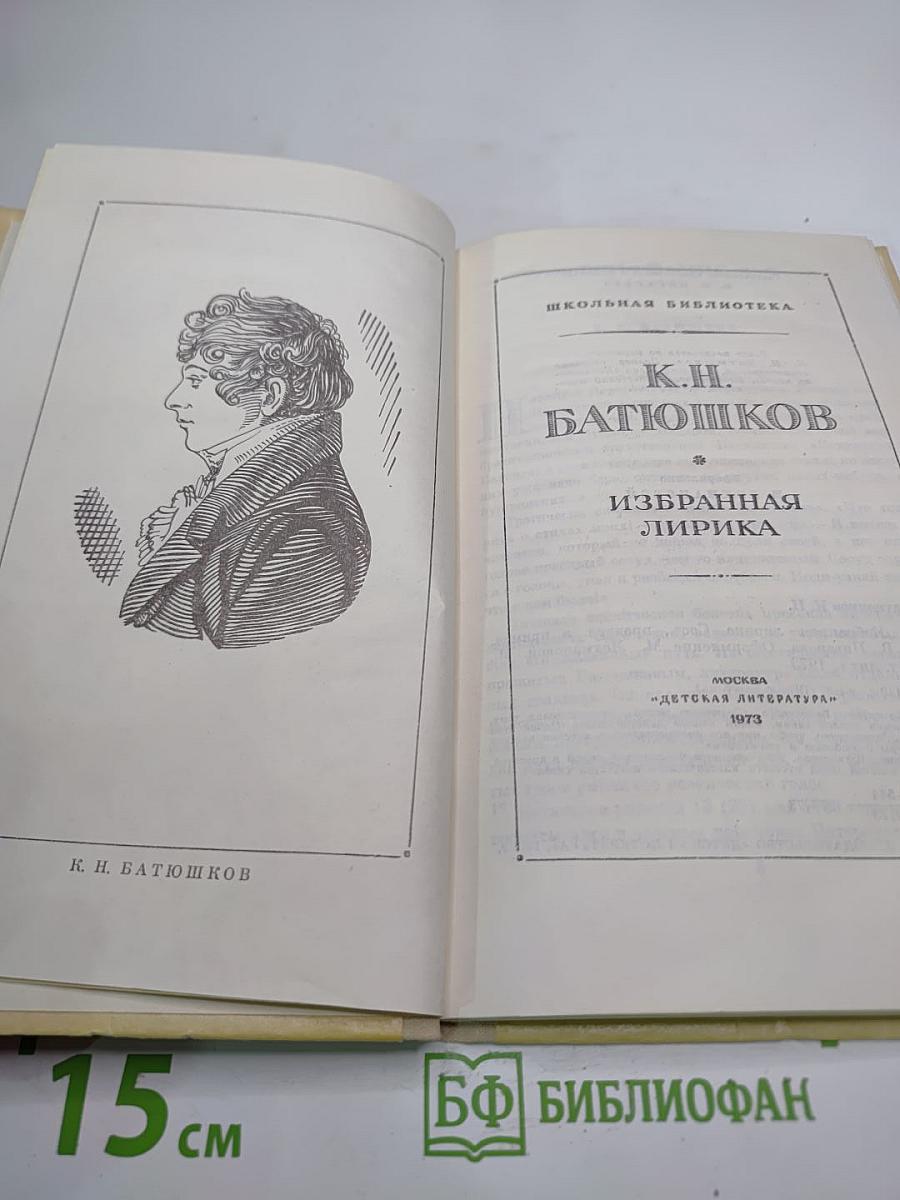 К. Н. БАТЮШКОВ
ШКОЛЬНАЯ БИБЛИОТЕКА
К.Н.
БАТЮШКОВ
ИЗБРАННАЯ
ЛИРИКА
МОСКВА
"ДЕТСКАЯ ЛИТЕРАТУРА"
1973
15 см
БФ БИБЛИОФАН